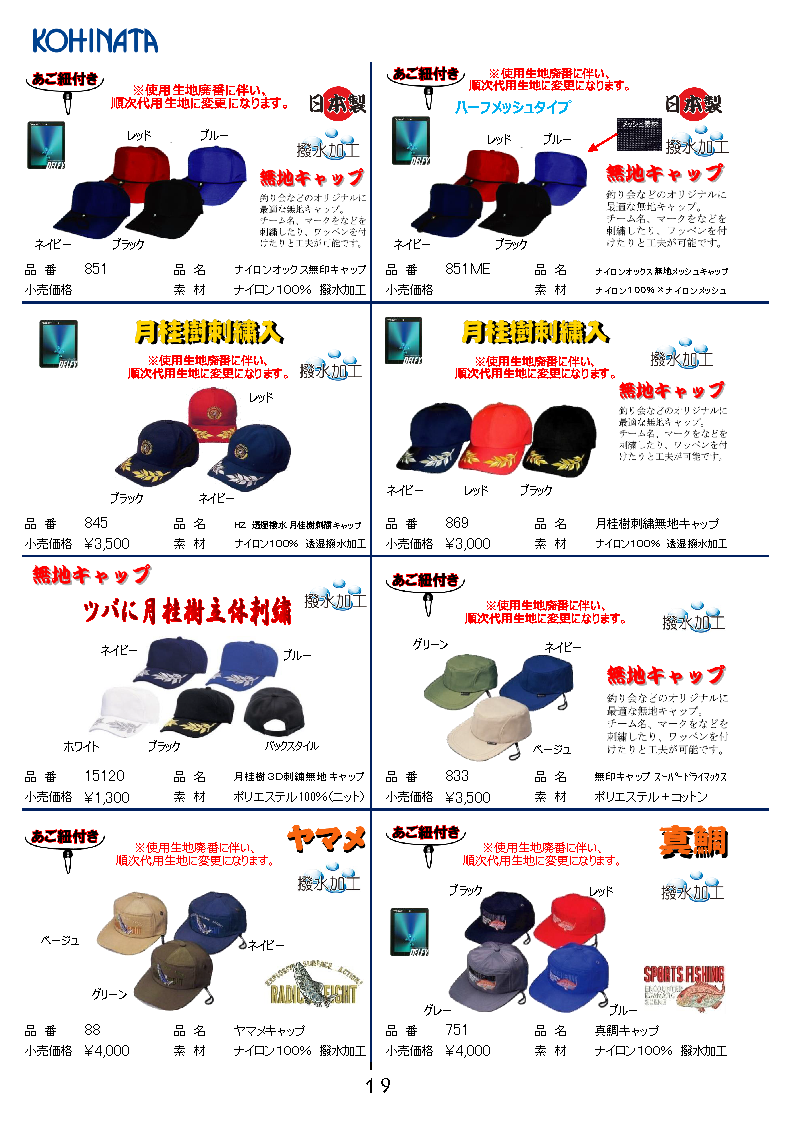 KOHINATA
あご紐付き
※使用生地廃番に伴い、
順次代用生地に変更になります。
日本製
DELFY
撥水加工
レッド
ブルー
無地キャップ
釣り会などのオリジナルに
最適な無地キャップ。
チーム名、マークをなどを
刺繍したり、ワッペンを付
けたりと工夫が可能です。
ネイビー
ブラック
品 番 851 品 名 ナイロンオックス無印キャップ
小売価格 素 材 ナイロン100% 撥水加工
あご紐付き
※使用生地廃番に伴い、
順次代用生地に変更になります。
ハーフメッシュタイプ
日本製
DELFY
撥水加工
レッド
ブルー
無地キャップ
釣り会などのオリジナルに
最適な無地キャップ。
チーム名、マークをなどを
刺繍したり、ワッペンを付
けたりと工夫が可能です。
ネイビー
ブラック
品 番 851ME 品 名 ナイロンオックス無地メッシュキャップ
小売価格 素 材 ナイロン100%×ナイロンメッシュ
月桂樹刺繍入
DELFY
※使用生地廃番に伴い、
順次代用生地に変更になります。
撥水加工
レッド
ブラック
ネイビー
品 番 845 品 名 HZ 透湿撥水 月桂樹刺繍キャップ
小売価格 ¥3,500 素 材 ナイロン100% 透湿撥水加工
月桂樹刺繍入
DELFY
※使用生地廃番に伴い、
順次代用生地に変更になります。
撥水加工
無地キャップ
釣り会などのオリジナルに
最適な無地キャップ。
チーム名、マークをなどを
刺繍したり、ワッペンを付
けたりと工夫が可能です。
ネイビー
レッド
ブラック
品 番 869 品 名 月桂樹刺繍無地キャップ
小売価格 ¥3,000 素 材 ナイロン100% 透湿撥水加工
無地キャップ
ツバに月桂樹立体刺繍
撥水加工
ネイビー
ブルー
ホワイト
ブラック
バックスタイル
品 番 15120 品 名 月桂樹3D刺繍無地キャップ
小売価格 ¥1,300 素 材 ポリエステル100%(ニット)
あご紐付き
※使用生地廃番に伴い、
順次代用生地に変更になります。
撥水加工
グリーン
ネイビー
無地キャップ
釣り会などのオリジナルに
最適な無地キャップ。
チーム名、マークをなどを
刺繍したり、ワッペンを付
けたりと工夫が可能です。
ベージュ
品 番 833 品 名 無印キャップ スーパードライマックス
小売価格 ¥3,500 素 材 ポリエステル+コットン
あご紐付き
※使用生地廃番に伴い、
順次代用生地に変更になります。
ヤマメ
撥水加工
ベージュ
ネイビー
グリーン
品 番 88 品 名 ヤマメキャップ
小売価格 ¥4,000 素 材 ナイロン100% 撥水加工
あご紐付き
※使用生地廃番に伴い、
順次代用生地に変更になります。
真鯛
撥水加工
ブラック
レッド
DELFY
SPORTS FISHING
グレー
ブルー
品 番 751 品 名 真鯛キャップ
小売価格 ¥4,000 素 材 ナイロン100% 撥水加工
19